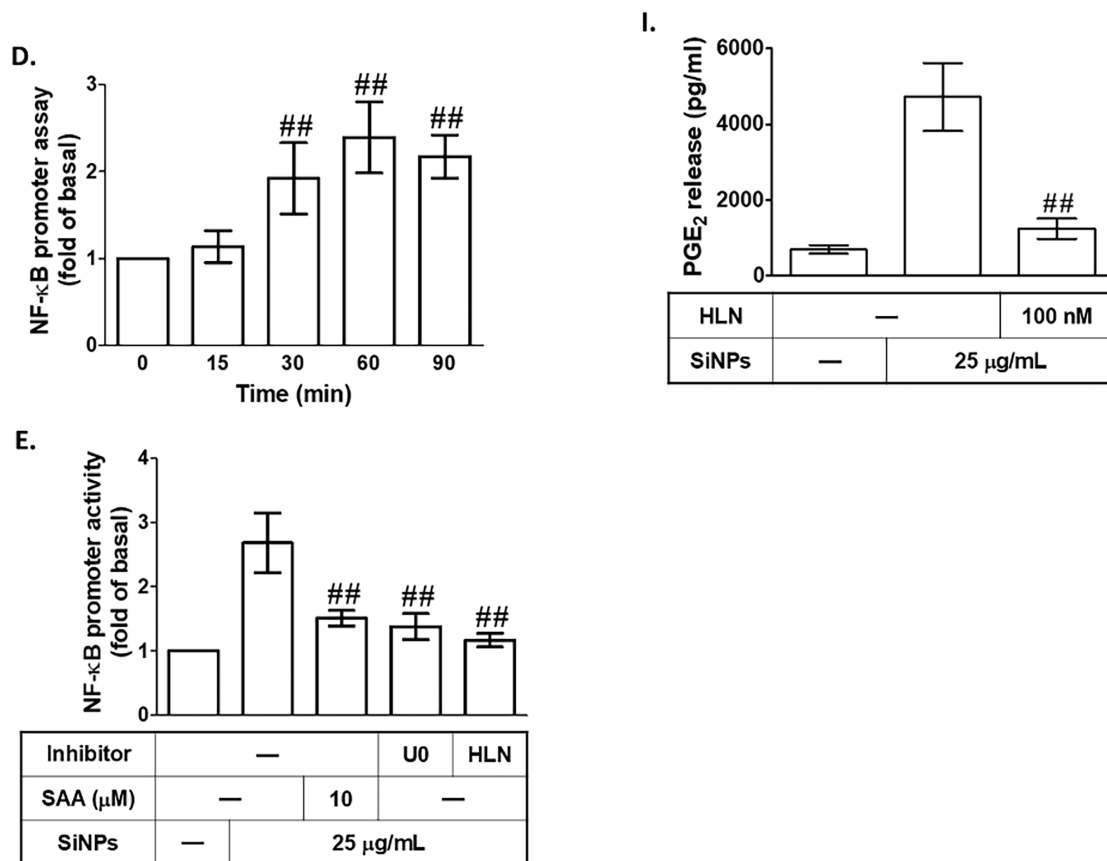 D.
NF-κB promoter assay
(fold of basal)
3
2
1
0
##
##
##
0 15 30 60 90
Time (min)
I.
PGE₂ release (pg/ml)
6000
4000
2000
0
##
HLN — 100 nM
SiNPs — 25 μg/mL
E.
NF-κB promoter activity
(fold of basal)
4
3
2
1
0
##
##
##
Inhibitor — U0 HLN
SAA (μM) — 10 —
SiNPs — 25 μg/mL